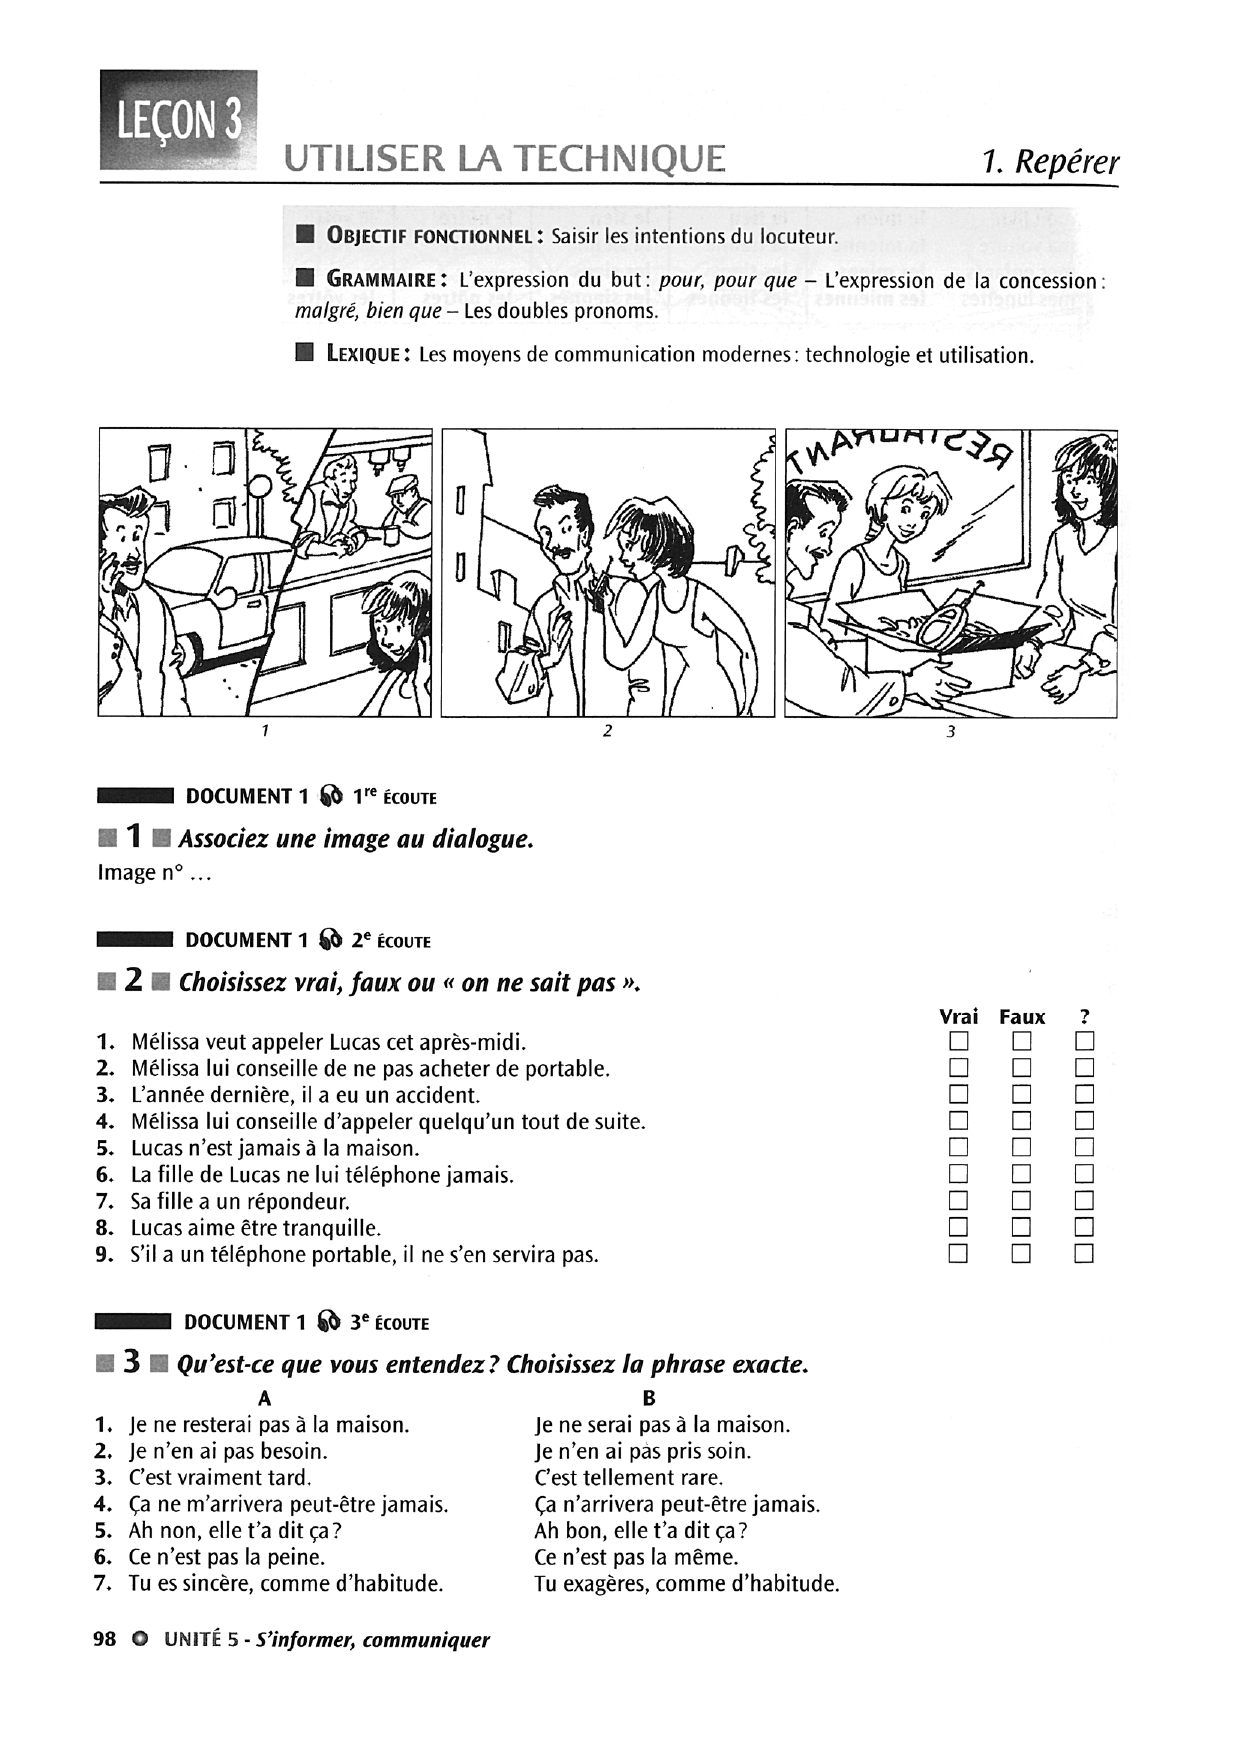 LEÇON 3
UTILISER LA TECHNIQUE
1. Repérer
■ OBJECTIF FONCTIONNEL : Saisir les intentions du locuteur.
■ GRAMMAIRE : L'expression du but : pour, pour que – L'expression de la concession :
malgré, bien que – Les doubles pronoms.
■ LEXIQUE : Les moyens de communication modernes : technologie et utilisation.
RESTAURANT
1
2
3
DOCUMENT 1 1re ÉCOUTE
■ 1 ■ Associez une image au dialogue.
Image n° ...
DOCUMENT 1 2e ÉCOUTE
■ 2 ■ Choisissez vrai, faux ou « on ne sait pas ».
Vrai Faux ?
1. Mélissa veut appeler Lucas cet après-midi. □ □ □
2. Mélissa lui conseille de ne pas acheter de portable. □ □ □
3. L'année dernière, il a eu un accident. □ □ □
4. Mélissa lui conseille d'appeler quelqu'un tout de suite. □ □ □
5. Lucas n'est jamais à la maison. □ □ □
6. La fille de Lucas ne lui téléphone jamais. □ □ □
7. Sa fille a un répondeur. □ □ □
8. Lucas aime être tranquille. □ □ □
9. S'il a un téléphone portable, il ne s'en servira pas. □ □ □
DOCUMENT 1 3e ÉCOUTE
■ 3 ■ Qu'est-ce que vous entendez ? Choisissez la phrase exacte.
A B
1. Je ne resterai pas à la maison. Je ne serai pas à la maison.
2. Je n'en ai pas besoin. Je n'en ai pas pris soin.
3. C'est vraiment tard. C'est tellement rare.
4. Ça ne m'arrivera peut-être jamais. Ça n'arrivera peut-être jamais.
5. Ah non, elle t'a dit ça ? Ah bon, elle t'a dit ça ?
6. Ce n'est pas la peine. Ce n'est pas la même.
7. Tu es sincère, comme d'habitude. Tu exagères, comme d'habitude.
98 UNITÉ 5 - S'informer, communiquer